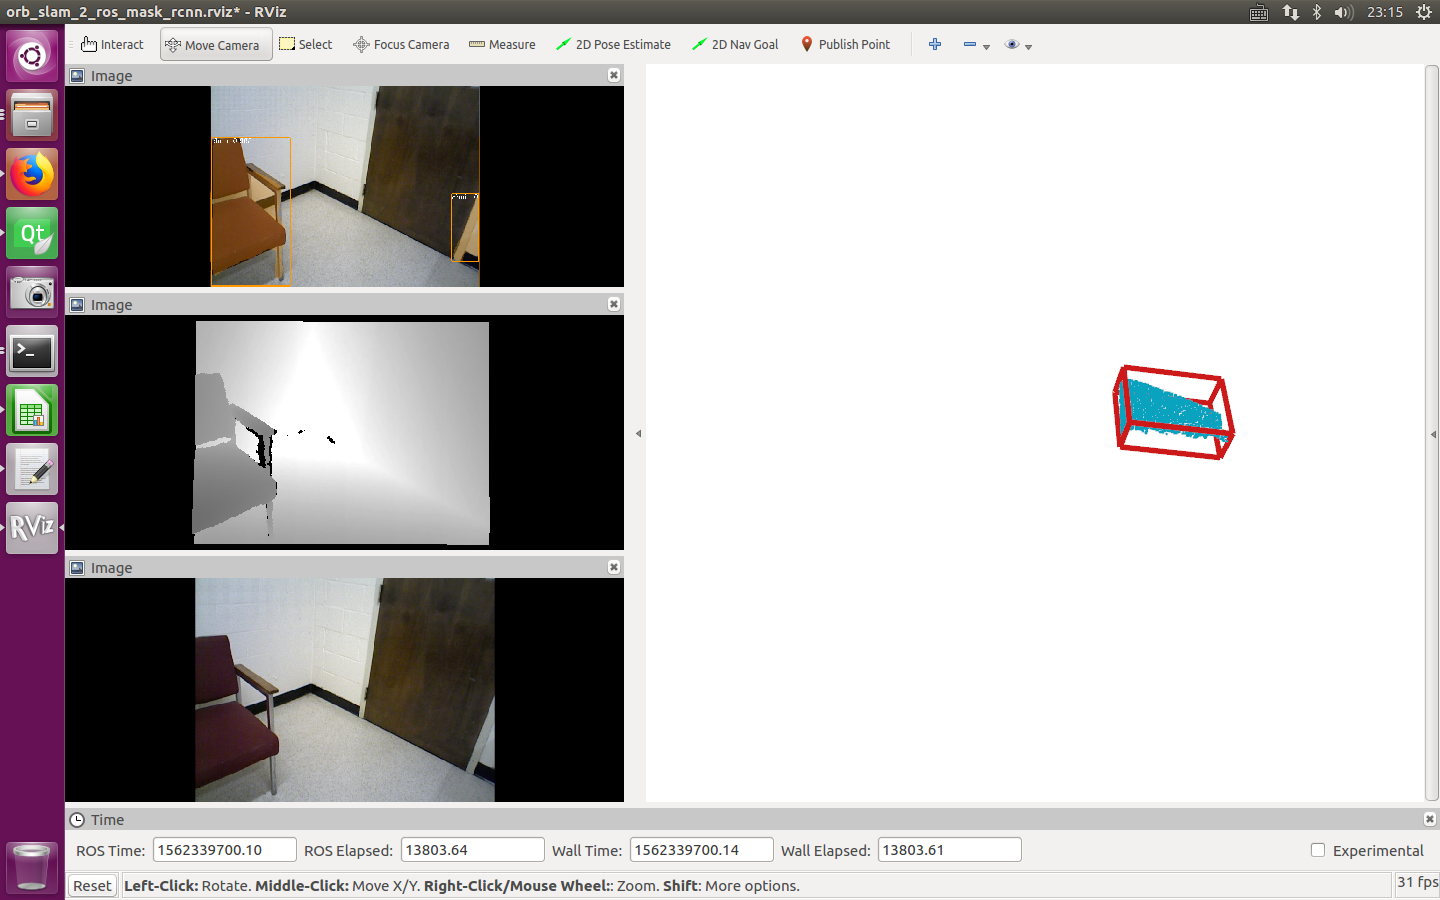 orb_slam_2_ros_mask_rcnn.rviz* - RViz
23:15
Interact
Move Camera
Select
Focus Camera
Measure
2D Pose Estimate
2D Nav Goal
Publish Point
Image
Image
Image
Qt
>_
RViz
Time
ROS Time: 1562339700.10 ROS Elapsed: 13803.64 Wall Time: 1562339700.14 Wall Elapsed: 13803.61 Experimental
Reset Left-Click: Rotate. Middle-Click: Move X/Y. Right-Click/Mouse Wheel:: Zoom. Shift: More options. 31 fps